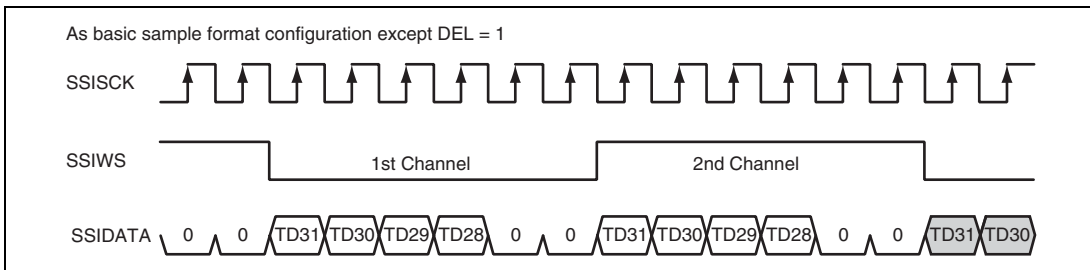 As basic sample format configuration except DEL = 1
SSISCK
SSIWS 1st Channel 2nd Channel
SSIDATA 0 0 TD31 TD30 TD29 TD28 0 0 TD31 TD30 TD29 TD28 0 0 TD31 TD30